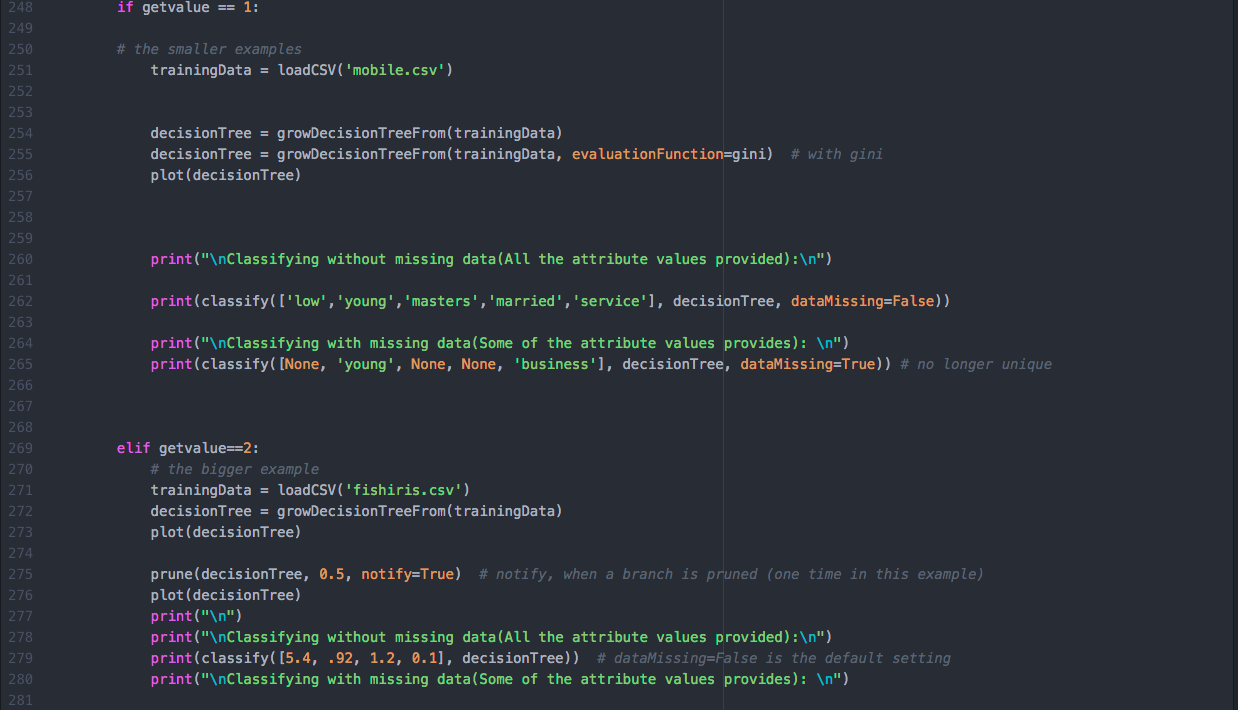 248 if getvalue == 1:
249
250 # the smaller examples
251 trainingData = loadCSV('mobile.csv')
252
253
254 decisionTree = growDecisionTreeFrom(trainingData)
255 decisionTree = growDecisionTreeFrom(trainingData, evaluationFunction=gini)  # with gini
256 plot(decisionTree)
257
258
259
260 print("\nClassifying without missing data(All the attribute values provided):\n")
261
262 print(classify(['low','young','masters','married','service'], decisionTree, dataMissing=False))
263
264 print("\nClassifying with missing data(Some of the attribute values provides): \n")
265 print(classify([None, 'young', None, None, 'business'], decisionTree, dataMissing=True)) # no longer unique
266
267
268
269 elif getvalue==2:
270 # the bigger example
271 trainingData = loadCSV('fishiris.csv')
272 decisionTree = growDecisionTreeFrom(trainingData)
273 plot(decisionTree)
274
275 prune(decisionTree, 0.5, notify=True)  # notify, when a branch is pruned (one time in this example)
276 plot(decisionTree)
277 print("\n")
278 print("\nClassifying without missing data(All the attribute values provided):\n")
279 print(classify([5.4, .92, 1.2, 0.1], decisionTree))  # dataMissing=False is the default setting
280 print("\nClassifying with missing data(Some of the attribute values provides): \n")
281